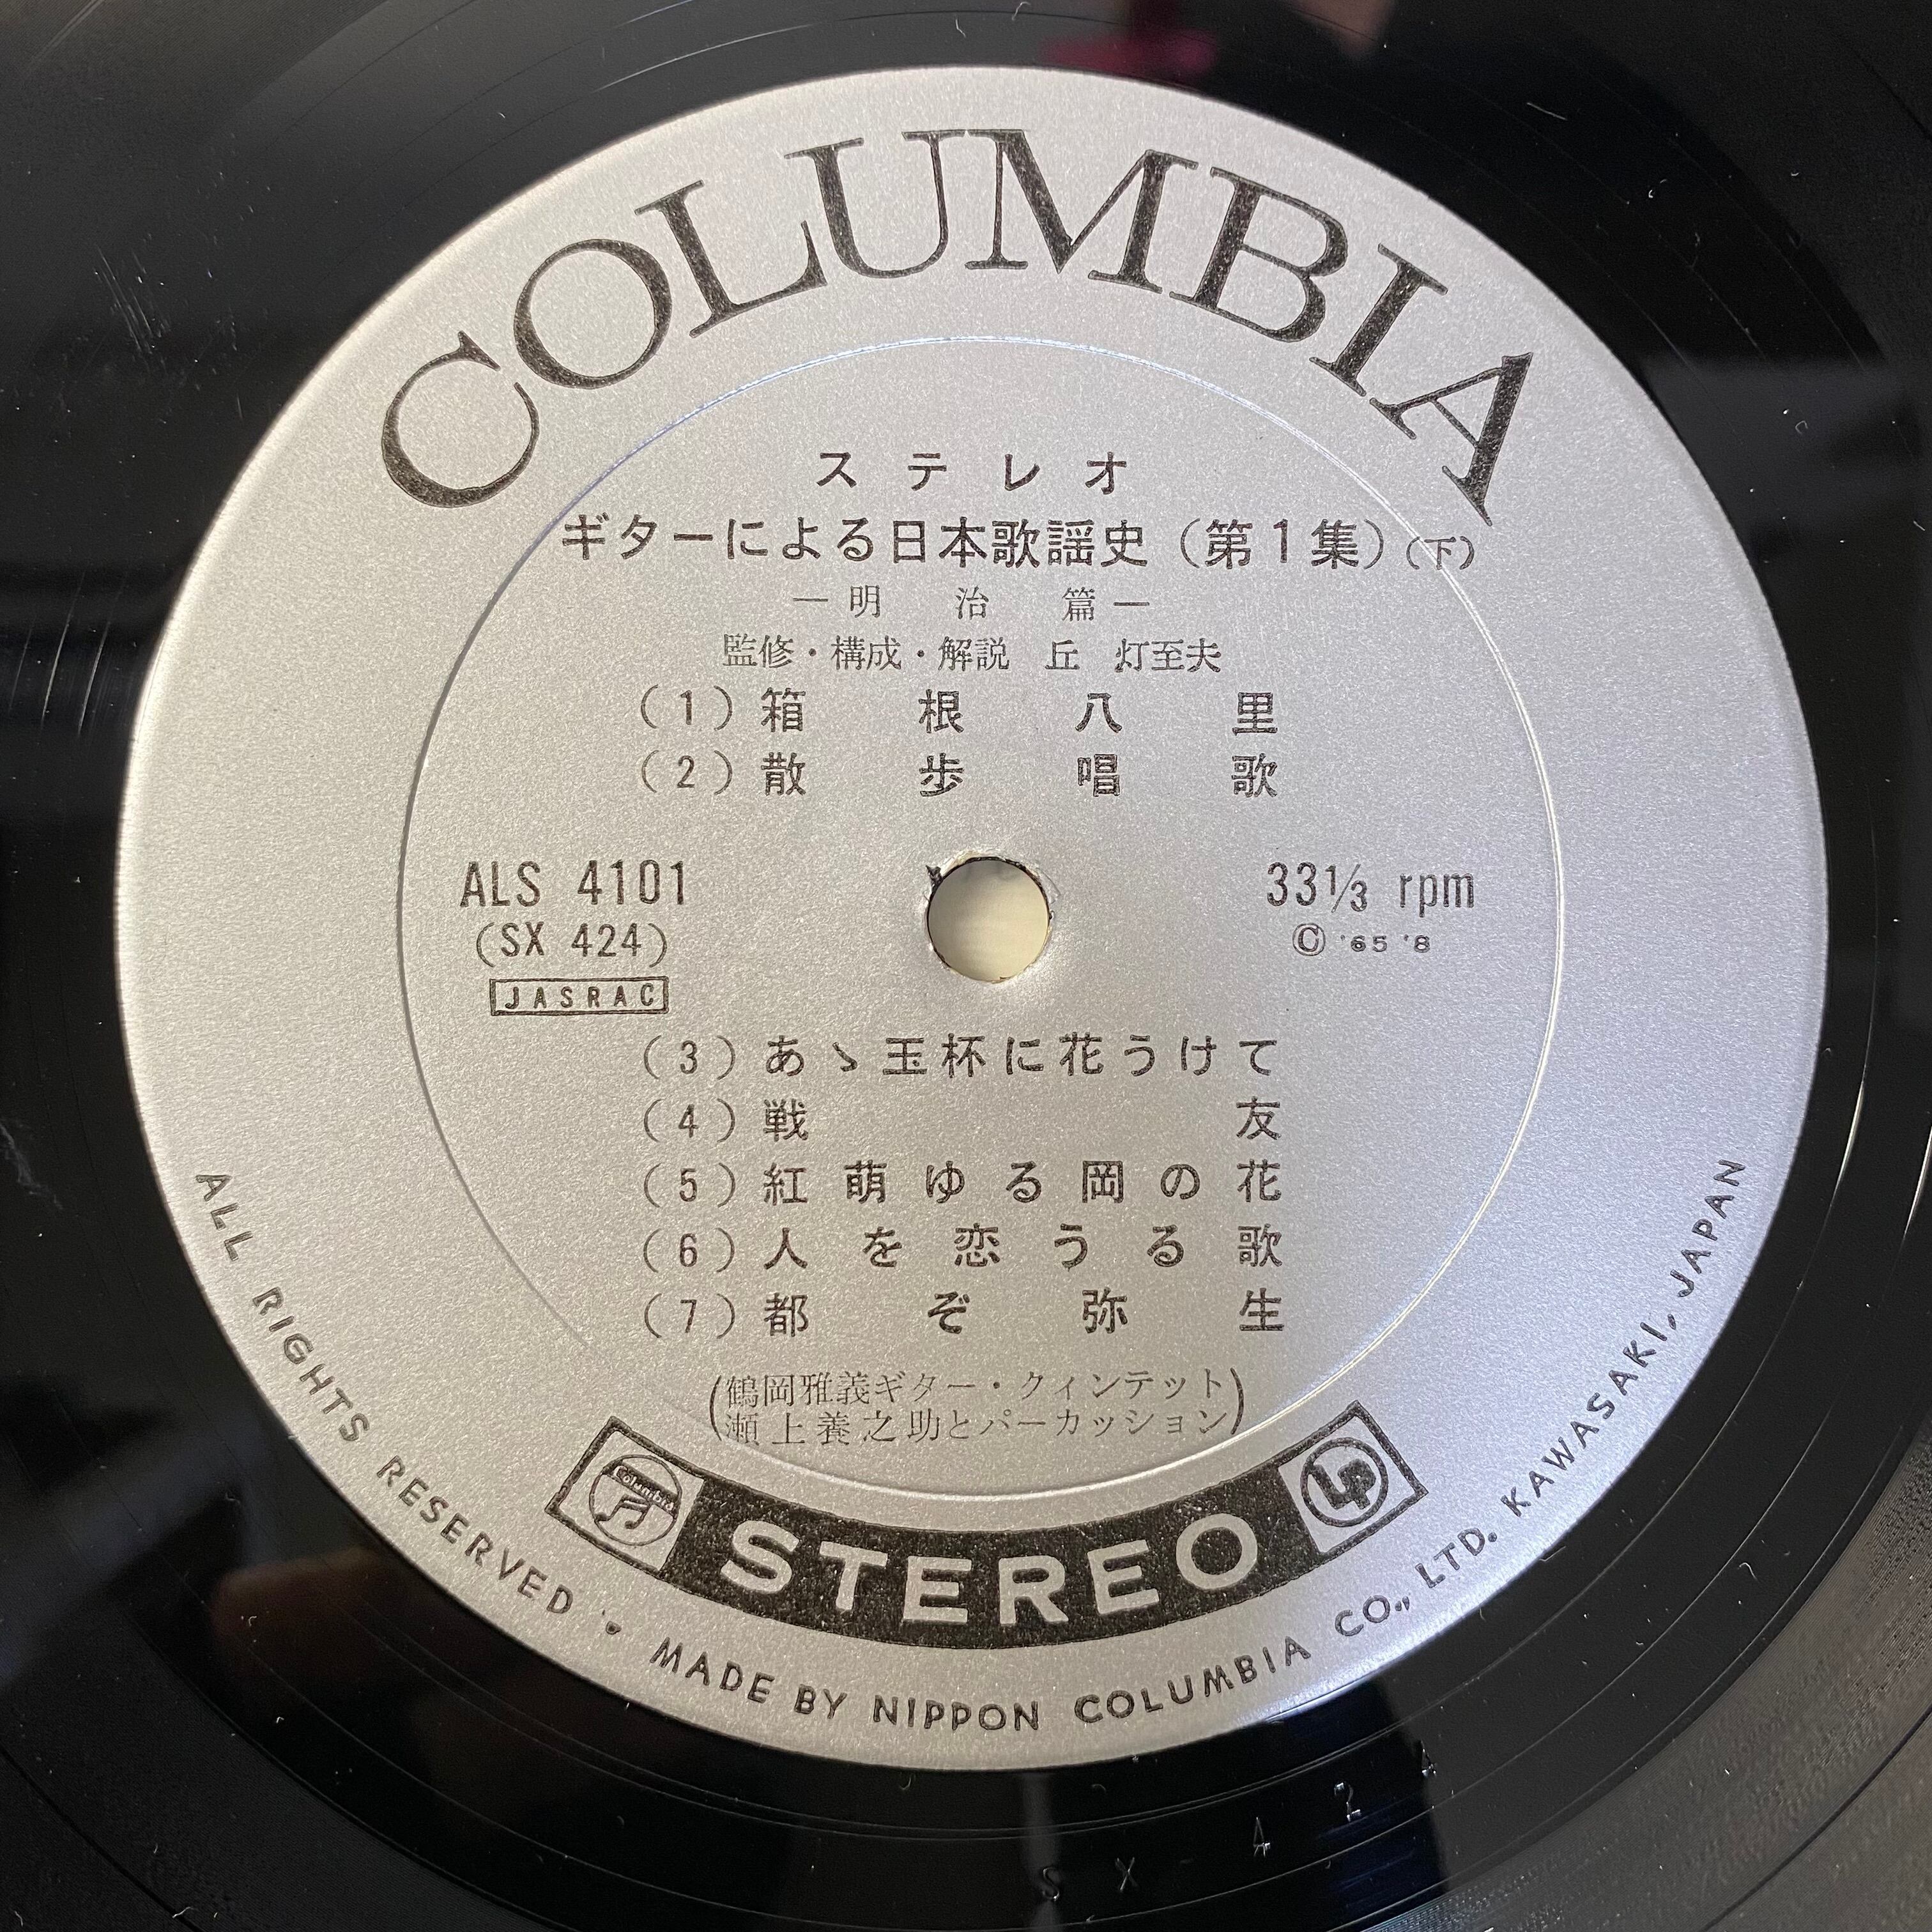 COLUMBIA
ステレオ
ギターによる日本歌謡史（第1集）（下）
―明治篇―
監修・構成・解説 丘 灯至夫
（1）箱根八里
（2）散歩唱歌
ALS 4101
(SX 424)
JASRAC
33⅓ rpm
Ⓒ '65 '8
（3）あゝ玉杯に花うけて
（4）戦友
（5）紅萌ゆる岡の花
（6）人を恋うる歌
（7）都ぞ弥生
(鶴岡雅義ギター・クィンテット
瀬上養之助とパーカッション)
Columbia
STEREO
LP
ALL RIGHTS RESERVED • MADE BY NIPPON COLUMBIA CO., LTD. KAWASAKI, JAPAN
SX-424